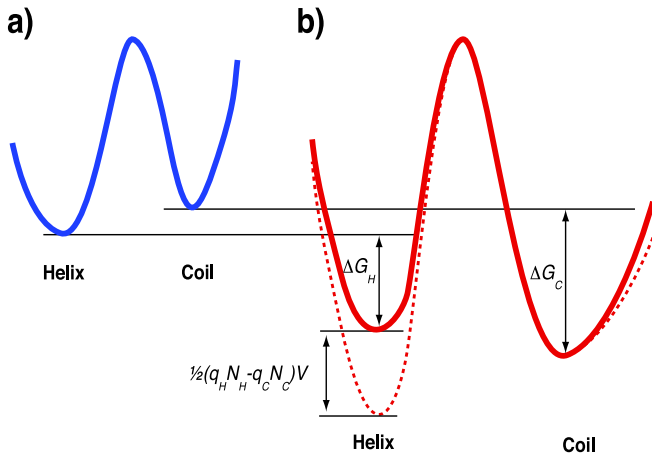 a)
b)
Helix
Coil
ΔG_H
ΔG_C
½(q_H N_H-q_C N_C)V
Helix
Coil